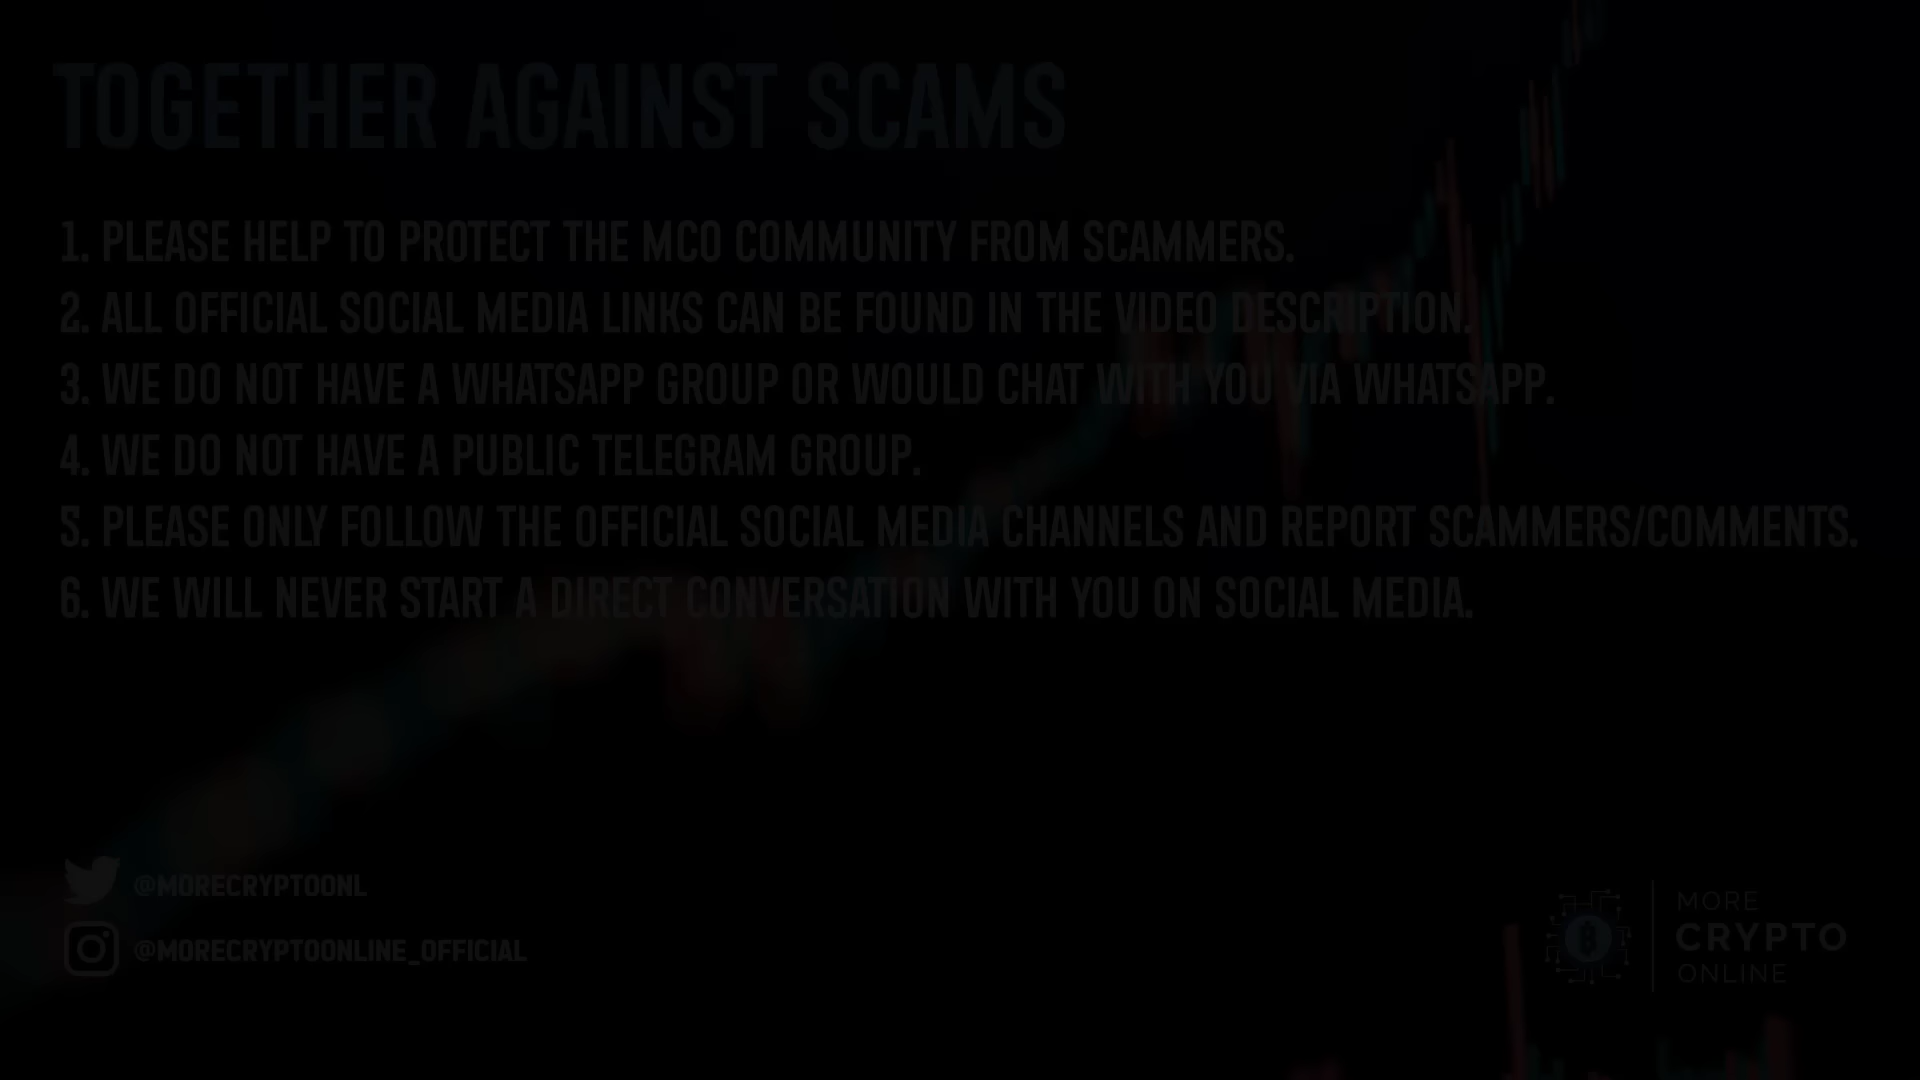 TOGETHER AGAINST SCAMS
1. PLEASE HELP TO PROTECT THE MCO COMMUNITY FROM SCAMMERS.
2. ALL OFFICIAL SOCIAL MEDIA LINKS CAN BE FOUND IN THE VIDEO DESCRIPTION.
3. WE DO NOT HAVE A WHATSAPP GROUP OR WOULD CHAT WITH YOU VIA WHATSAPP.
4. WE DO NOT HAVE A PUBLIC TELEGRAM GROUP.
5. PLEASE ONLY FOLLOW THE OFFICIAL SOCIAL MEDIA CHANNELS AND REPORT SCAMMERS/COMMENTS.
6. WE WILL NEVER START A DIRECT CONVERSATION WITH YOU ON SOCIAL MEDIA.
@MORECRYPTOONL
@MORECRYPTOONLINE_OFFICIAL
MORE
CRYPTO
ONLINE